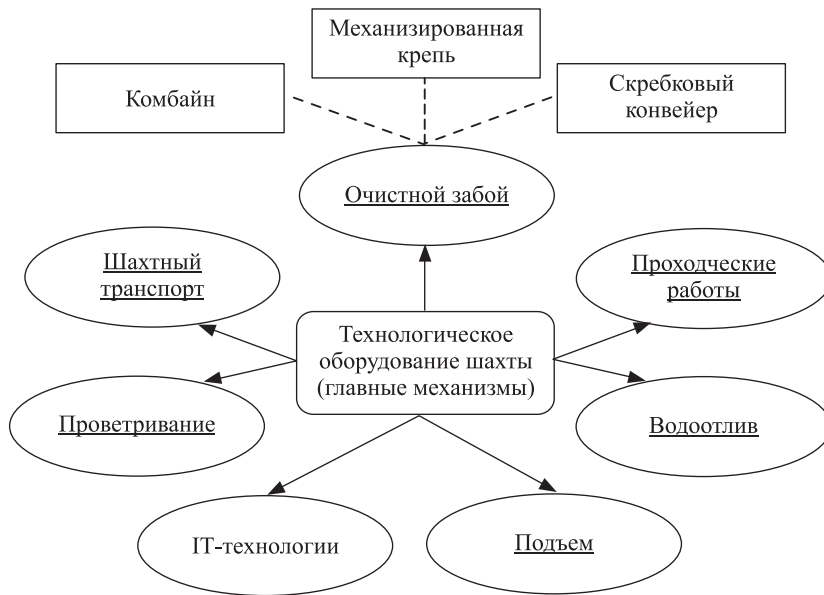 Механизированная
крепь
Комбайн
Скребковый
конвейер
Очистной забой
Шахтный
транспорт
Проходческие
работы
Технологическое
оборудование шахты
(главные механизмы)
Проветривание
Водоотлив
IT-технологии
Подъем